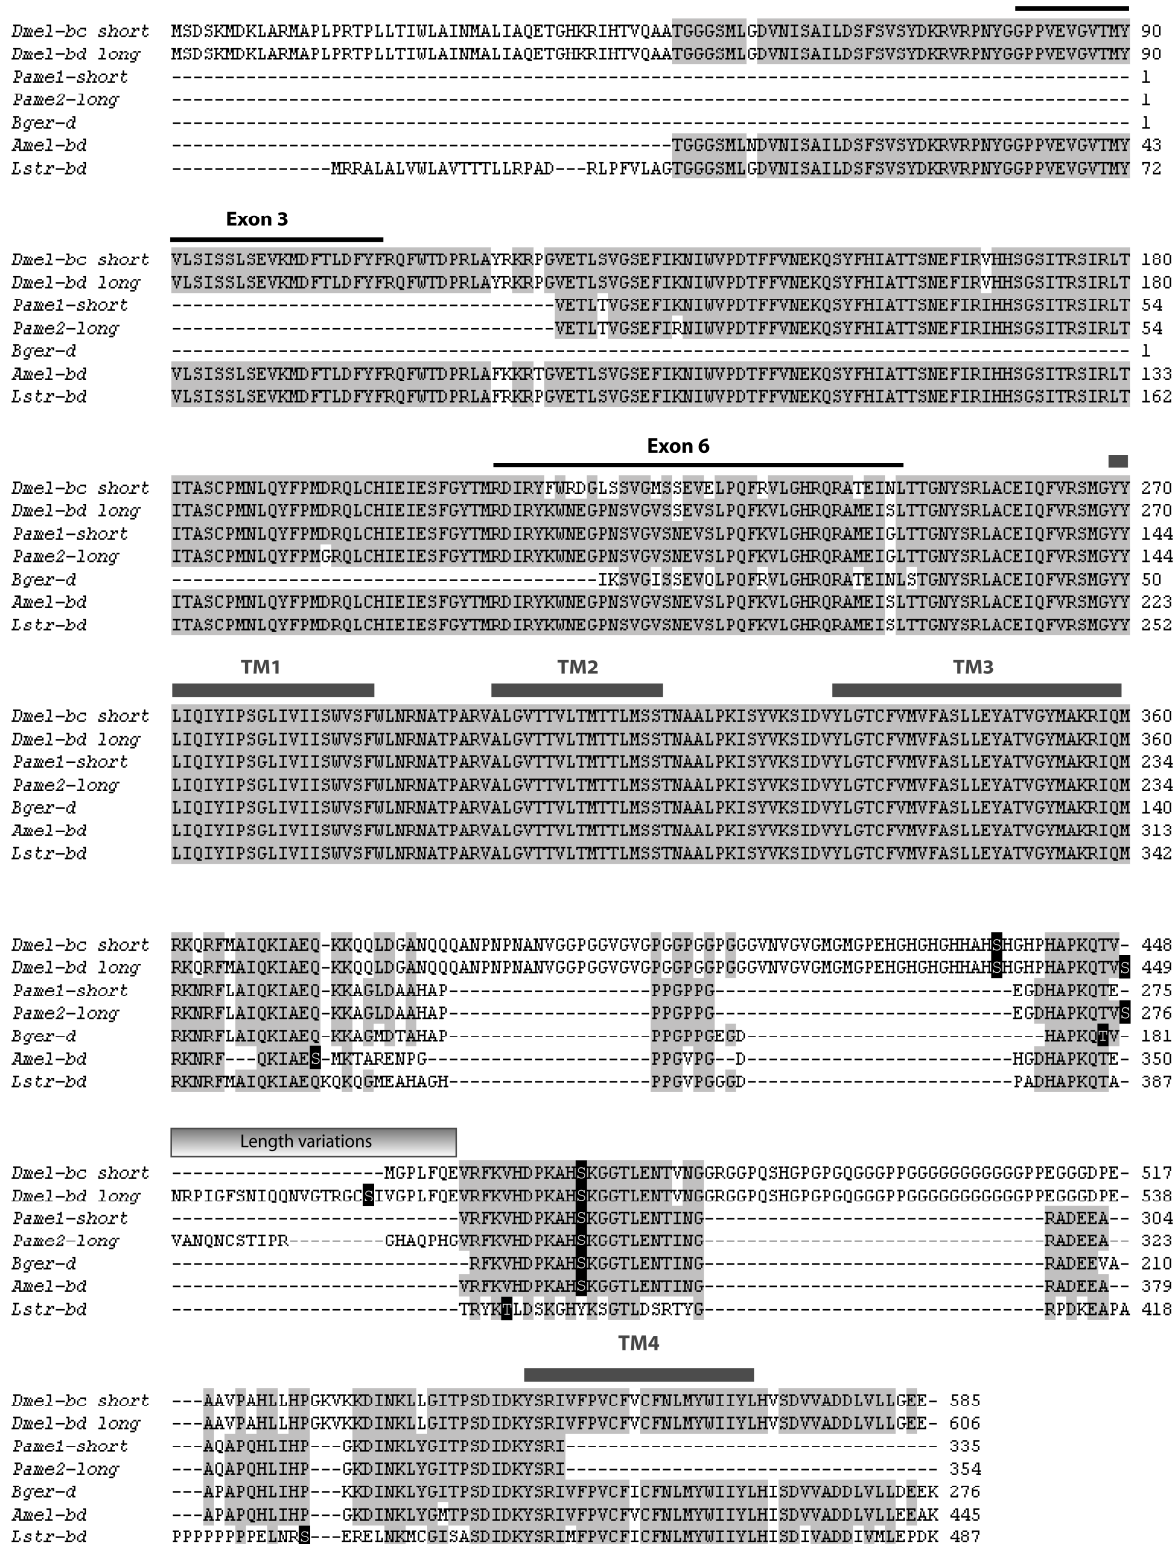 Dmel-bc short MSDSKMDKLARMAPLPRTPLLTIWLAINMALIAQETGHKRIHTVQAATGGGSMLGDVNISAILDSFSVSYDKRVRPNYGGPPVEVGVTMY 90
Dmel-bd long MSDSKMDKLARMAPLPRTPLLTIWLAINMALIAQETGHKRIHTVQAATGGGSMLGDVNISAILDSFSVSYDKRVRPNYGGPPVEVGVTMY 90
Pame1-short ------------------------------------------------------------------------------------------ 1
Pame2-long ------------------------------------------------------------------------------------------ 1
Bger-d ------------------------------------------------------------------------------------------ 1
Amel-bd -----------------------------------------------TGGGSMLNDVNISAILDSFSVSYDKRVRPNYGGPPVEVGVTMY 43
Lstr-bd ---------------MRRALALVWLAVTTTLLRPAD---RLPFVLAGTGGGSMLGDVNISAILDSFSVSYDKRVRPNYGGPPVEVGVTMY 72
Exon 3
Dmel-bc short VLSISSLSEVKMDFTLDFYFRQFWTDPRLAYRKRPGVETLSVGSEFIKNIWVPDTFFVNEKQSYFHIATTSNEFIRVHHSGSITRSIRLT 180
Dmel-bd long VLSISSLSEVKMDFTLDFYFRQFWTDPRLAYRKRPGVETLSVGSEFIKNIWVPDTFFVNEKQSYFHIATTSNEFIRVHHSGSITRSIRLT 180
Pame1-short ------------------------------------VETLTVGSEFIKNIWVPDTFFVNEKQSYFHIATTSNEFIRIHHSGSITRSIRLT 54
Pame2-long ------------------------------------VETLTVGSEFIRNIWVPDTFFVNEKQSYFHIATTSNEFIRIHHSGSITRSIRLT 54
Bger-d ------------------------------------------------------------------------------------------ 1
Amel-bd VLSISSLSEVKMDFTLDFYFRQFWTDPRLAFKKRTGVETLSVGSEFIKNIWVPDTFFVNEKQSYFHIATTSNEFIRIHHSGSITRSIRLT 133
Lstr-bd VLSISSLSEVKMDFTLDFYFRQFWTDPRLAFRKRPGVETLSVGSEFIKNIWVPDTFFVNEKQSYFHIATTSNEFIRIHHSGSITRSIRLT 162
Exon 6
Dmel-bc short ITASCPMNLQYFPMDRQLCHIEIESFGYTMRDIRYFWRDGLSSVGMSSEVELPQFRVLGHRQRATEINLTTGNYSRLACEIQFVRSMGYY 270
Dmel-bd long ITASCPMNLQYFPMDRQLCHIEIESFGYTMRDIRYKWNEGPNSVGVSSEVSLPQFKVLGHRQRAMEISLTTGNYSRLACEIQFVRSMGYY 270
Pame1-short ITASCPMNLQYFPMDRQLCHIEIESFGYTMRDIRYKWNEGPNSVGVSNEVSLPQFKVLGHRQRAMEIGLTTGNYSRLACEIQFVRSMGYY 144
Pame2-long ITASCPMNLQYFPMGRQLCHIEIESFGYTMRDIRYKWNEGPNSVGVSNEVSLPQFKVLGHRQRAMEIGLTTGNYSRLACEIQFVRSMGYY 144
Bger-d ----------------------------------------IKSVGISSEVQLPQFRVLGHRQRATEINLSTGNYSRLACEIQFVRSMGYY 50
Amel-bd ITASCPMNLQYFPMDRQLCHIEIESFGYTMRDIRYKWNEGPNSVGVSNEVSLPQFKVLGHRQRAMEISLTTGNYSRLACEIQFVRSMGYY 223
Lstr-bd ITASCPMNLQYFPMDRQLCHIEIESFGYTMRDIRYKWNEGPNSVGVSNEVSLPQFKVLGHRQRAMEISLTTGNYSRLACEIQFVRSMGYY 252
TM1 TM2 TM3
Dmel-bc short LIQIYIPSGLIVIISWVSFWLNRNATPARVALGVTTVLTMTTLMSSTNAALPKISYVKSIDVYLGTCFVMVFASLLEYATVGYMAKRIQM 360
Dmel-bd long LIQIYIPSGLIVIISWVSFWLNRNATPARVALGVTTVLTMTTLMSSTNAALPKISYVKSIDVYLGTCFVMVFASLLEYATVGYMAKRIQM 360
Pame1-short LIQIYIPSGLIVIISWVSFWLNRNATPARVALGVTTVLTMTTLMSSTNAALPKISYVKSIDVYLGTCFVMVFASLLEYATVGYMAKRIQM 234
Pame2-long LIQIYIPSGLIVIISWVSFWLNRNATPARVALGVTTVLTMTTLMSSTNAALPKISYVKSIDVYLGTCFVMVFASLLEYATVGYMAKRIQM 234
Bger-d LIQIYIPSGLIVIISWVSFWLNRNATPARVALGVTTVLTMTTLMSSTNAALPKISYVKSIDVYLGTCFVMVFASLLEYATVGYMAKRIQM 140
Amel-bd LIQIYIPSGLIVIISWVSFWLNRNATPARVALGVTTVLTMTTLMSSTNAALPKISYVKSIDVYLGTCFVMVFASLLEYATVGYMAKRIQM 313
Lstr-bd LIQIYIPSGLIVIISWVSFWLNRNATPARVALGVTTVLTMTTLMSSTNAALPKISYVKSIDVYLGTCFVMVFASLLEYATVGYMAKRIQM 342
Dmel-bc short RKQRFMAIQKIAEQ-KKQQLDGANQQQANPNPNANVGGPGGVGVGPGGPGGPGGGVNVGVGMGMGPEHGHGHGHHAHSHGHPHAPKQTV- 448
Dmel-bd long RKQRFMAIQKIAEQ-KKQQLDGANQQQANPNPNANVGGPGGVGVGPGGPGGPGGGVNVGVGMGMGPEHGHGHGHHAHSHGHPHAPKQTVS 449
Pame1-short RKNRFLAIQKIAEQ-KKAGLDAAHAP-------------------PPGPPG----------------------------EGDHAPKQTE- 275
Pame2-long RKNRFLAIQKIAEQ-KKAGLDAAHAP-------------------PPGPPG----------------------------EGDHAPKQTVS 276
Bger-d RKNRFLAIQKIAEQ-KKAGMDTAHAP-------------------PPGPPGEGD----------------------------HAPKQTV- 181
Amel-bd RKNRF---QKIAES-MKTARENPG---------------------PPGVPG--D-------------------------HGDHAPKQTE- 350
Lstr-bd RKNRFMAIQKIAEQKQKQGMEAHAGH-------------------PPGVPGGGD-------------------------PADHAPKQTA- 387
Length variations
Dmel-bc short --------------------MGPLFQEVRFKVHDPKAHSKGGTLENTVNGGRGGPQSHGPGPGQGGGPPGGGGGGGGGGGPPEGGGDPE- 517
Dmel-bd long NRPIGFSNIQQNVGTRGCSIVGPLFQEVRFKVHDPKAHSKGGTLENTVNGGRGGPQSHGPGPGQGGGPPGGGGGGGGGGGPPEGGGDPE- 538
Pame1-short ---------------------------VRFKVHDPKAHSKGGTLENTING--------------------------------RADEEA-- 304
Pame2-long VANQNCSTIPR---------GHAQPHGVRFKVHDPKAHSKGGTLENTING--------------------------------RADEEA-- 323
Bger-d ----------------------------RFKVHDPKAHSKGGTLENTING--------------------------------RADEEVA- 210
Amel-bd ---------------------------VRFKVHDPKAHSKGGTLENTING--------------------------------RADEEA-- 379
Lstr-bd ---------------------------TRYKTLDSKGHYKSGTLDSRTYG--------------------------------RPDKEAPA 418
TM4
Dmel-bc short ---AAVPAHLLHPGKVKKDINKLLGITPSDIDKYSRIVFPVCFVCFNLMYWIIYLHVSDVVADDLVLLGEE- 585
Dmel-bd long ---AAVPAHLLHPGKVKKDINKLLGITPSDIDKYSRIVFPVCFVCFNLMYWIIYLHVSDVVADDLVLLGEE- 606
Pame1-short ---AQAPQHLIHP---GKDINKLYGITPSDIDKYSRI----------------------------------- 335
Pame2-long ---AQAPQHLIHP---GKDINKLYGITPSDIDKYSRI----------------------------------- 354
Bger-d ---APAPQHLIHP---KKDINKLYGITPSDIDKYSRIVFPVCFICFNLMYWIIYLHISDVVADDLVLLDEEK 276
Amel-bd ---APAPQHLIHP---GKDINKLYGMTPSDIDKYSRIVFPVCFVCFNLMYWIIYLHISDVVADDLVLLEEAK 445
Lstr-bd PPPPPPPPELNRS---ERELNKMCGISASDIDKYSRIMFPVCFICFNLMYWIIYLHISDIVADDIVMLEPDK 487